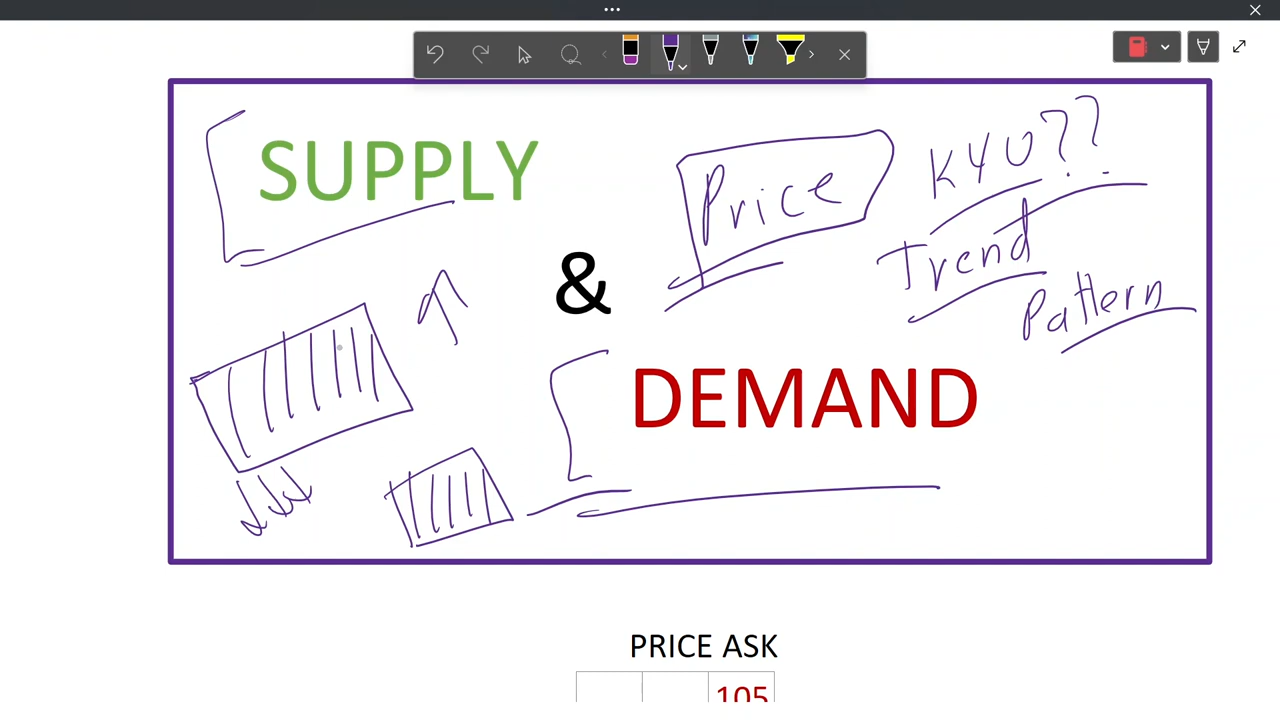 SUPPLY
Price
KYU??
&
Trend
Pattern
DEMAND
PRICE ASK
105